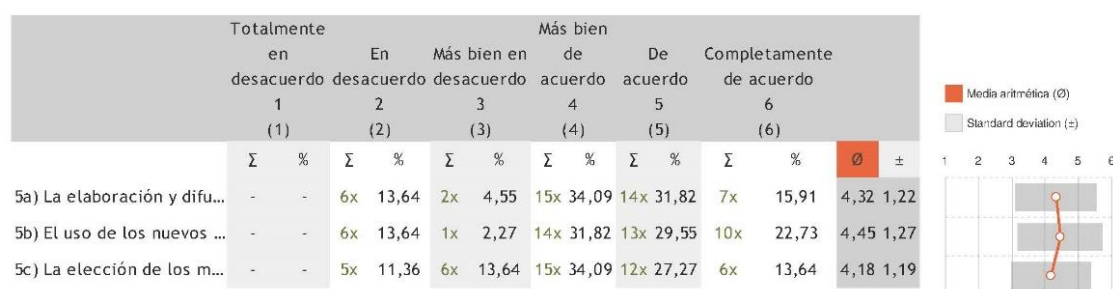 Totalmente en desacuerdo 1 (1)
En desacuerdo 2 (2)
Más bien en desacuerdo 3 (3)
Más bien de acuerdo 4 (4)
De acuerdo 5 (5)
Completamente de acuerdo 6 (6)
Σ % Σ % Σ % Σ % Σ % Σ % Ø ±
5a) La elaboración y difu... - - 6x 13,64 2x 4,55 15x 34,09 14x 31,82 7x 15,91 4,32 1,22
5b) El uso de los nuevos ... - - 6x 13,64 1x 2,27 14x 31,82 13x 29,55 10x 22,73 4,45 1,27
5c) La elección de los m... - - 5x 11,36 6x 13,64 15x 34,09 12x 27,27 6x 13,64 4,18 1,19
Media aritmética (Ø)
Standard deviation (±)
1 2 3 4 5 6